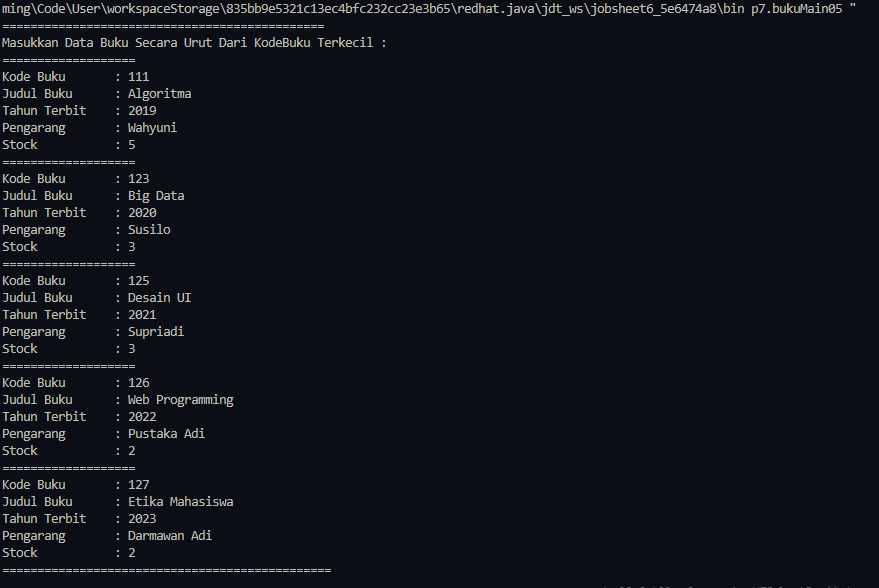 ming\Code\User\workspaceStorage\835bb9e5321c13ec4bfc232cc23e3b65\redhat.java\jdt_ws\jobsheet6_5e6474a8\bin p7.bukuMain05 "
==============================================
Masukkan Data Buku Secara Urut Dari KodeBuku Terkecil :
===================
Kode Buku : 111
Judul Buku : Algoritma
Tahun Terbit : 2019
Pengarang : Wahyuni
Stock : 5
===================
Kode Buku : 123
Judul Buku : Big Data
Tahun Terbit : 2020
Pengarang : Susilo
Stock : 3
===================
Kode Buku : 125
Judul Buku : Desain UI
Tahun Terbit : 2021
Pengarang : Supriadi
Stock : 3
===================
Kode Buku : 126
Judul Buku : Web Programming
Tahun Terbit : 2022
Pengarang : Pustaka Adi
Stock : 2
===================
Kode Buku : 127
Judul Buku : Etika Mahasiswa
Tahun Terbit : 2023
Pengarang : Darmawan Adi
Stock : 2
===============================================